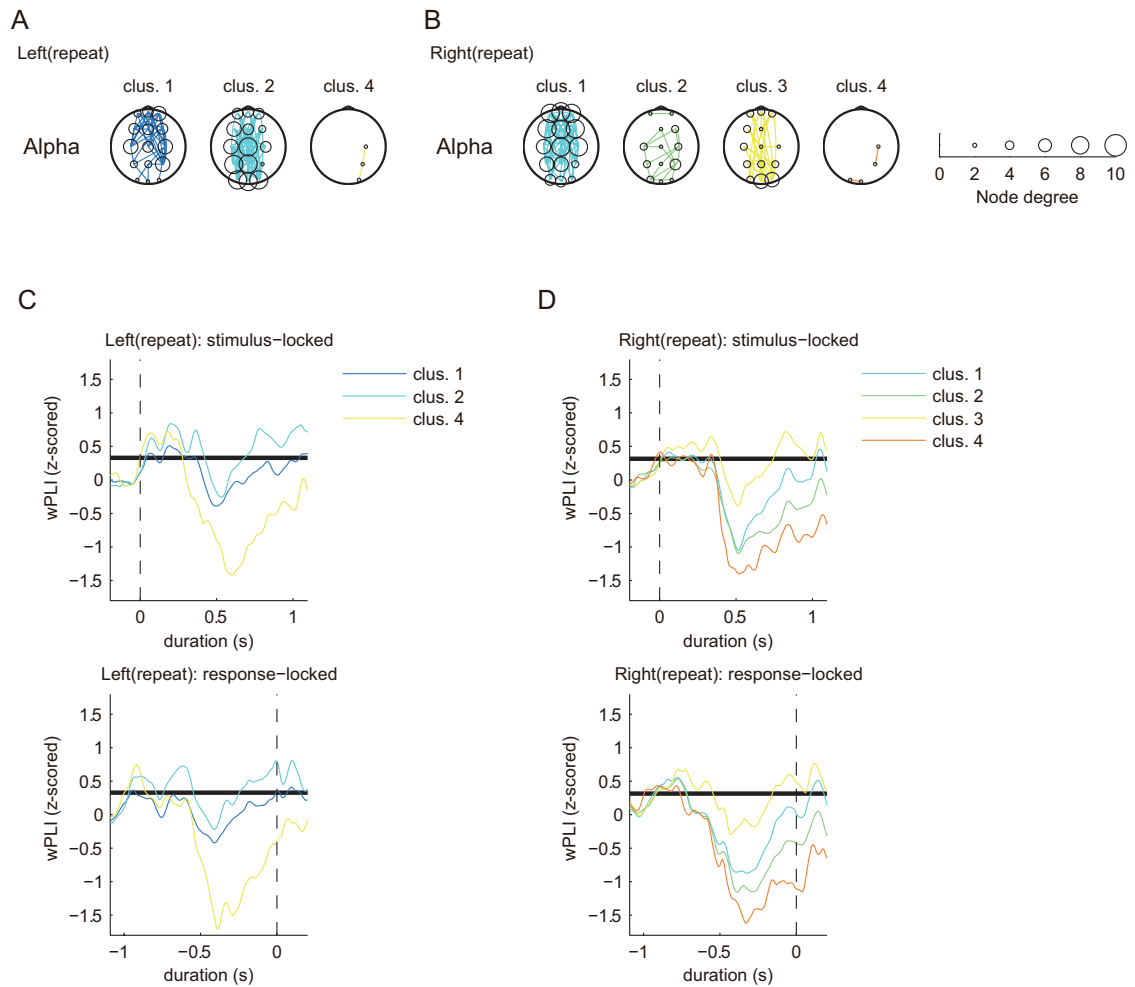 A
B
Left(repeat)
Right(repeat)
clus. 1 clus. 2 clus. 4
clus. 1 clus. 2 clus. 3 clus. 4
Alpha
Alpha
0 2 4 6 8 10
Node degree
C
D
Left(repeat): stimulus−locked
1.5
1
0.5
0
−0.5
−1
−1.5
wPLI (z−scored)
0 0.5 1
duration (s)
clus. 1
clus. 2
clus. 4
Right(repeat): stimulus−locked
1.5
1
0.5
0
−0.5
−1
−1.5
wPLI (z−scored)
0 0.5 1
duration (s)
clus. 1
clus. 2
clus. 3
clus. 4
Left(repeat): response−locked
1.5
1
0.5
0
−0.5
−1
−1.5
wPLI (z−scored)
−1 −0.5 0
duration (s)
Right(repeat): response−locked
1.5
1
0.5
0
−0.5
−1
−1.5
wPLI (z−scored)
−1 −0.5 0
duration (s)